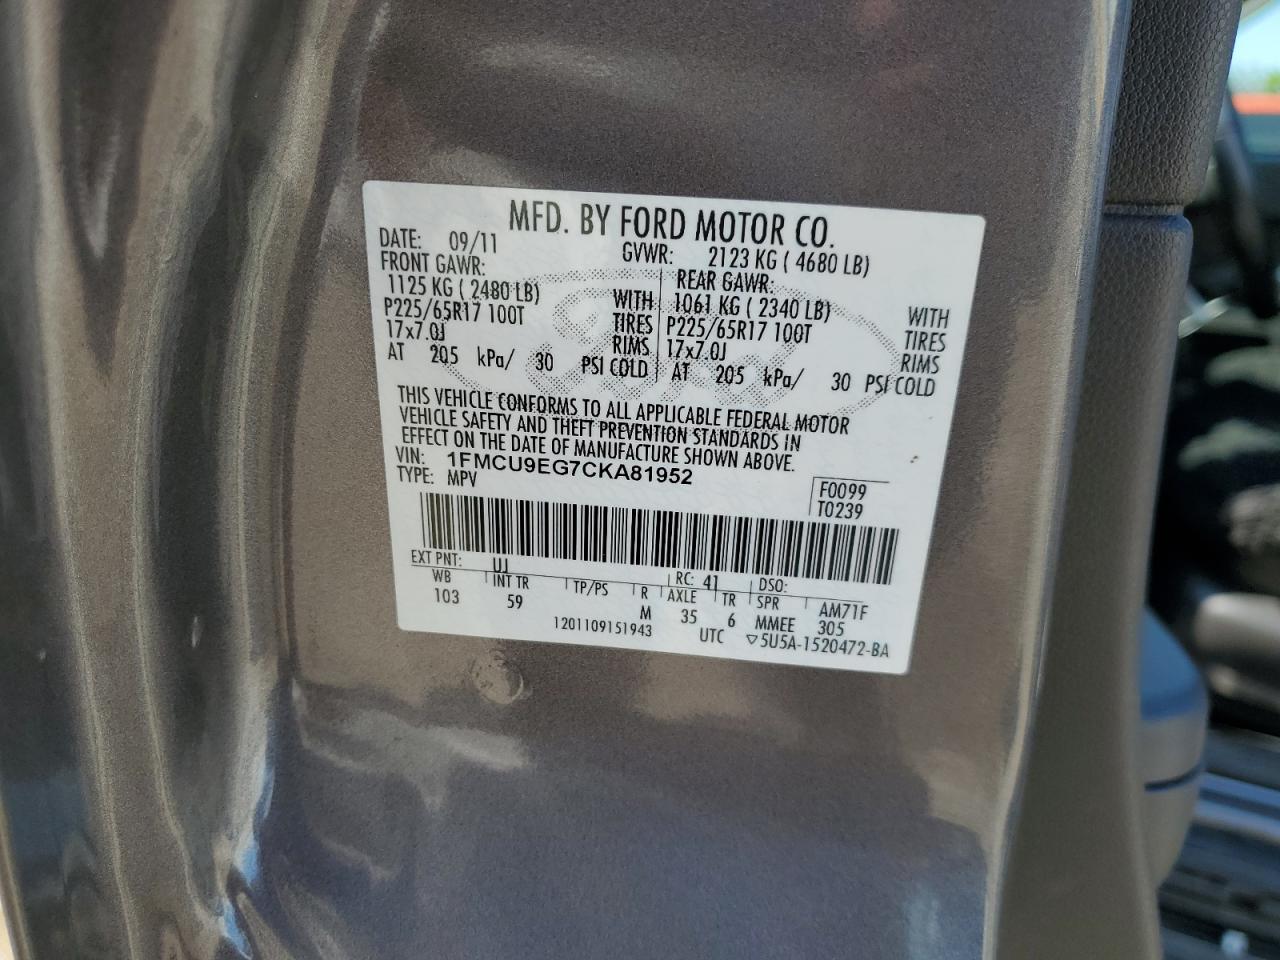 MFD. BY FORD MOTOR CO.
DATE: 09/11 GVWR: 2123 KG ( 4680 LB)
FRONT GAWR: REAR GAWR:
1125 KG ( 2480 LB) WITH 1061 KG ( 2340 LB) WITH
P225/65R17 100T TIRES P225/65R17 100T TIRES
17x7.0J RIMS 17x7.0J RIMS
AT 205 kPa/ 30 PSI COLD AT 205 kPa/ 30 PSI COLD
THIS VEHICLE CONFORMS TO ALL APPLICABLE FEDERAL MOTOR
VEHICLE SAFETY AND THEFT PREVENTION STANDARDS IN
EFFECT ON THE DATE OF MANUFACTURE SHOWN ABOVE.
VIN: 1FMCU9EG7CKA81952
TYPE: MPV
F0099
T0239
EXT PNT: UJ RC: 41 DSO:
WB INT TR TP/PS R AXLE TR SPR AM71F
103 59 M 35 6 MMEE 305
1201109151943 UTC ▽5U5A-1520472-BA